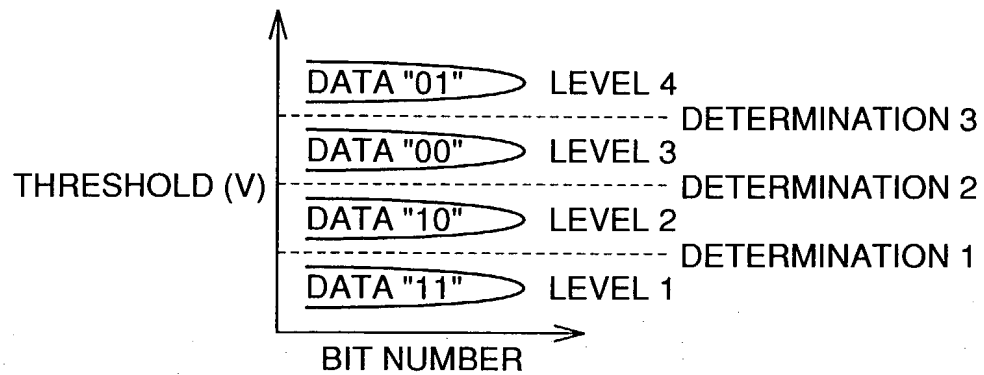 DATA "01" LEVEL 4
DETERMINATION 3
DATA "00" LEVEL 3
THRESHOLD (V)
DETERMINATION 2
DATA "10" LEVEL 2
DETERMINATION 1
DATA "11" LEVEL 1
BIT NUMBER